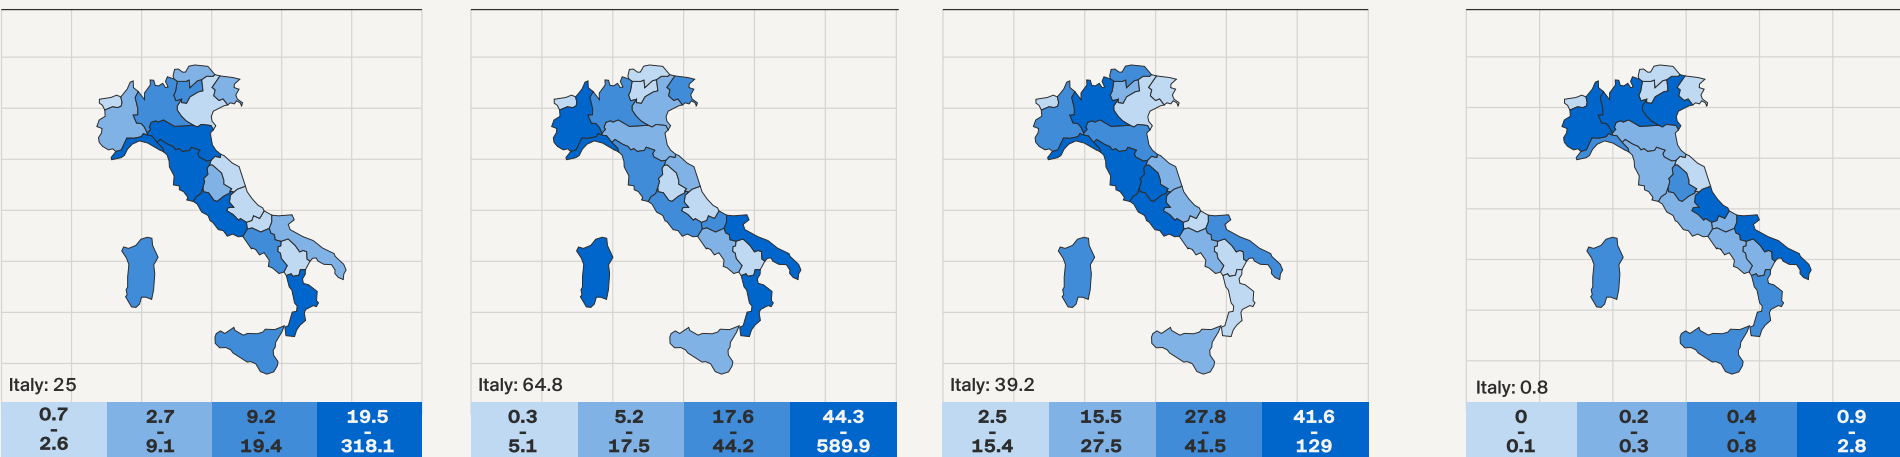 Italy: 25
0.7 - 2.6
2.7 - 9.1
9.2 - 19.4
19.5 - 318.1
Italy: 64.8
0.3 - 5.1
5.2 - 17.5
17.6 - 44.2
44.3 - 589.9
Italy: 39.2
2.5 - 15.4
15.5 - 27.5
27.8 - 41.5
41.6 - 129
Italy: 0.8
0 - 0.1
0.2 - 0.3
0.4 - 0.8
0.9 - 2.8